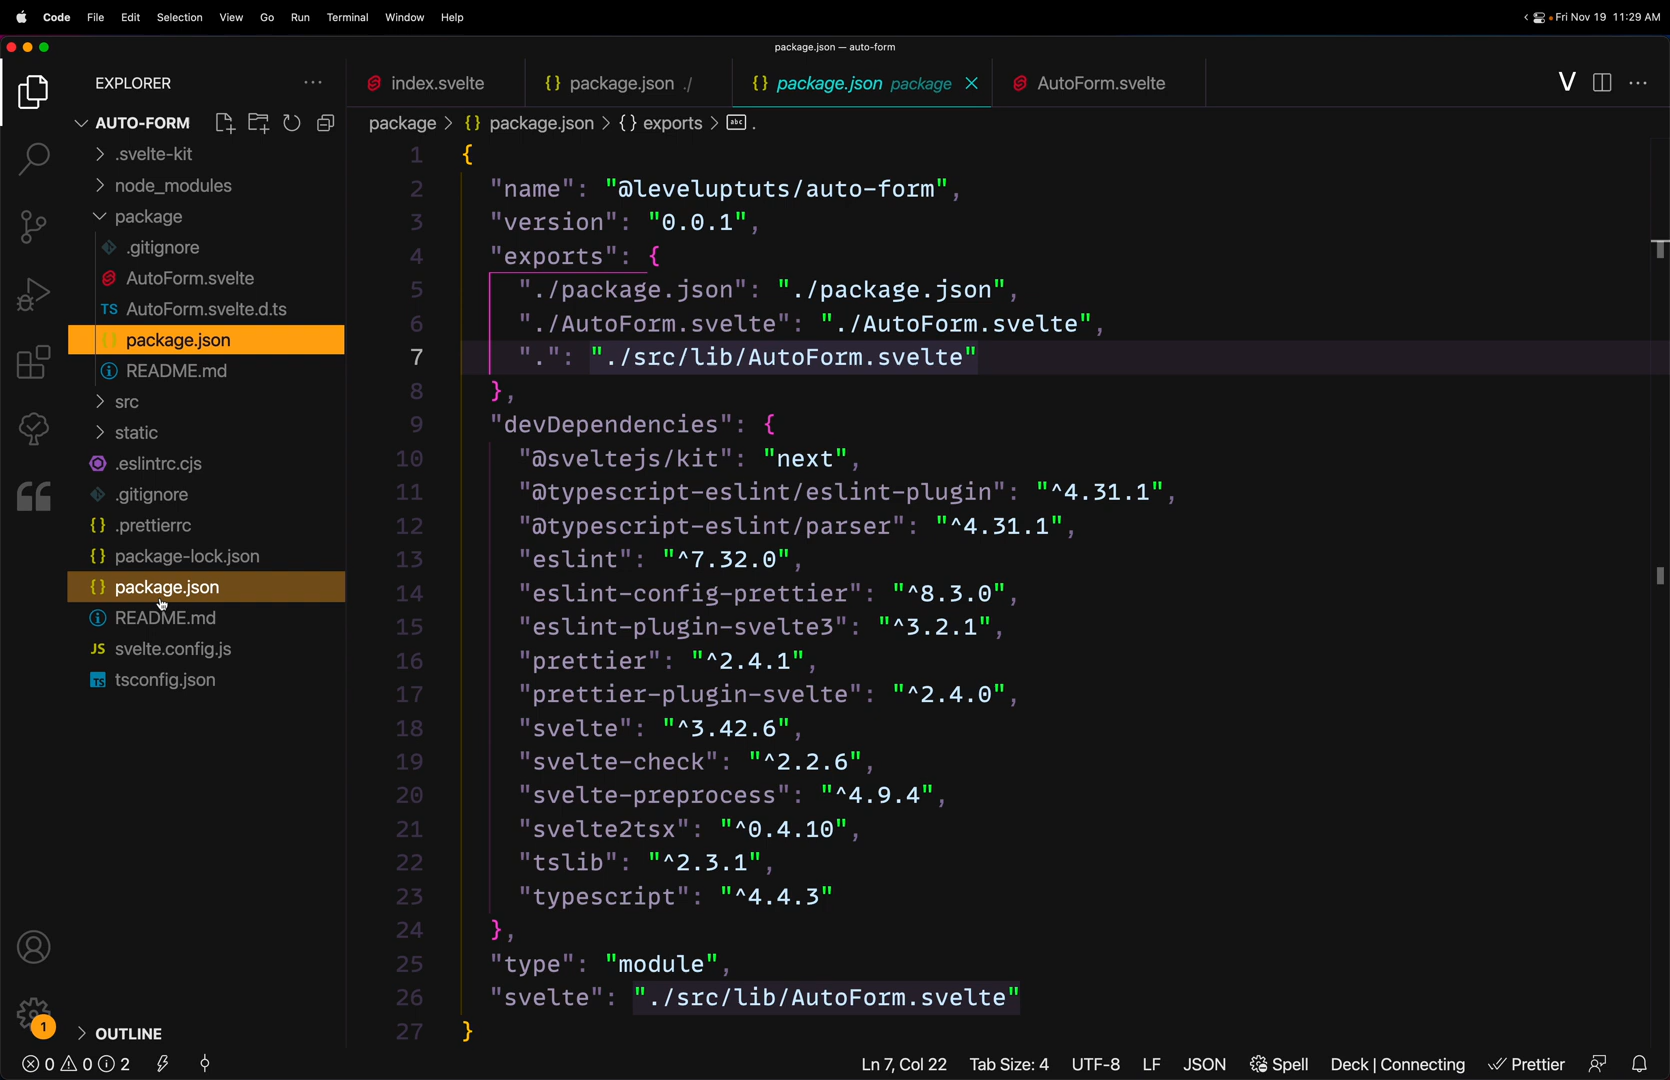 Code File Edit Selection View Go Run Terminal Window Help Fri Nov 19 11:29 AM
package.json — auto-form
EXPLORER
index.svelte
{} package.json ./
{} package.json package
AutoForm.svelte
V
AUTO-FORM
package > {} package.json > {} exports > abc .
.svelte-kit
node_modules
package
.gitignore
AutoForm.svelte
TS AutoForm.svelte.d.ts
{} package.json
README.md
src
static
.eslintrc.cjs
.gitignore
{} .prettierrc
{} package-lock.json
{} package.json
README.md
JS svelte.config.js
TS tsconfig.json
1
OUTLINE
1 {
2 "name": "@leveluptuts/auto-form",
3 "version": "0.0.1",
4 "exports": {
5 "./package.json": "./package.json",
6 "./AutoForm.svelte": "./AutoForm.svelte",
7 ".": "./src/lib/AutoForm.svelte"
8 },
9 "devDependencies": {
10 "@sveltejs/kit": "next",
11 "@typescript-eslint/eslint-plugin": "^4.31.1",
12 "@typescript-eslint/parser": "^4.31.1",
13 "eslint": "^7.32.0",
14 "eslint-config-prettier": "^8.3.0",
15 "eslint-plugin-svelte3": "^3.2.1",
16 "prettier": "^2.4.1",
17 "prettier-plugin-svelte": "^2.4.0",
18 "svelte": "^3.42.6",
19 "svelte-check": "^2.2.6",
20 "svelte-preprocess": "^4.9.4",
21 "svelte2tsx": "^0.4.10",
22 "tslib": "^2.3.1",
23 "typescript": "^4.4.3"
24 },
25 "type": "module",
26 "svelte": "./src/lib/AutoForm.svelte"
27 }
0 0 2 Ln 7, Col 22 Tab Size: 4 UTF-8 LF JSON Spell Deck | Connecting Prettier